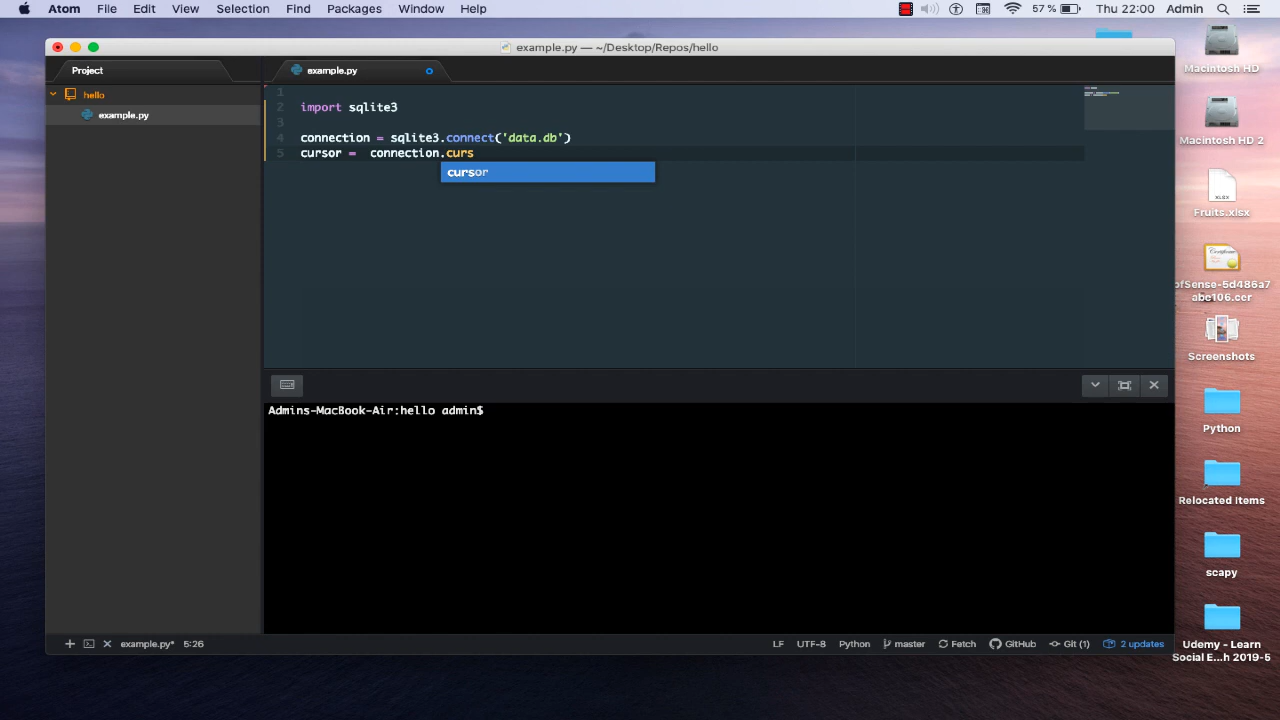 Atom File Edit View Selection Find Packages Window Help 57 % Thu 22:00 Admin
example.py — ~/Desktop/Repos/hello
Project
example.py
hello
example.py
1
2 import sqlite3
3
4 connection = sqlite3.connect('data.db')
5 cursor =  connection.curs
cursor
Admins-MacBook-Air:hello admin$
example.py* 5:26 LF UTF-8 Python master Fetch GitHub Git (1) 2 updates
Macintosh HD
Macintosh HD 2
XLSX
Fruits.xlsx
Certificate
pfSense-5d486a7
abe106.cer
Screenshots
Python
Relocated Items
scapy
Udemy - Learn
Social E...h 2019-5